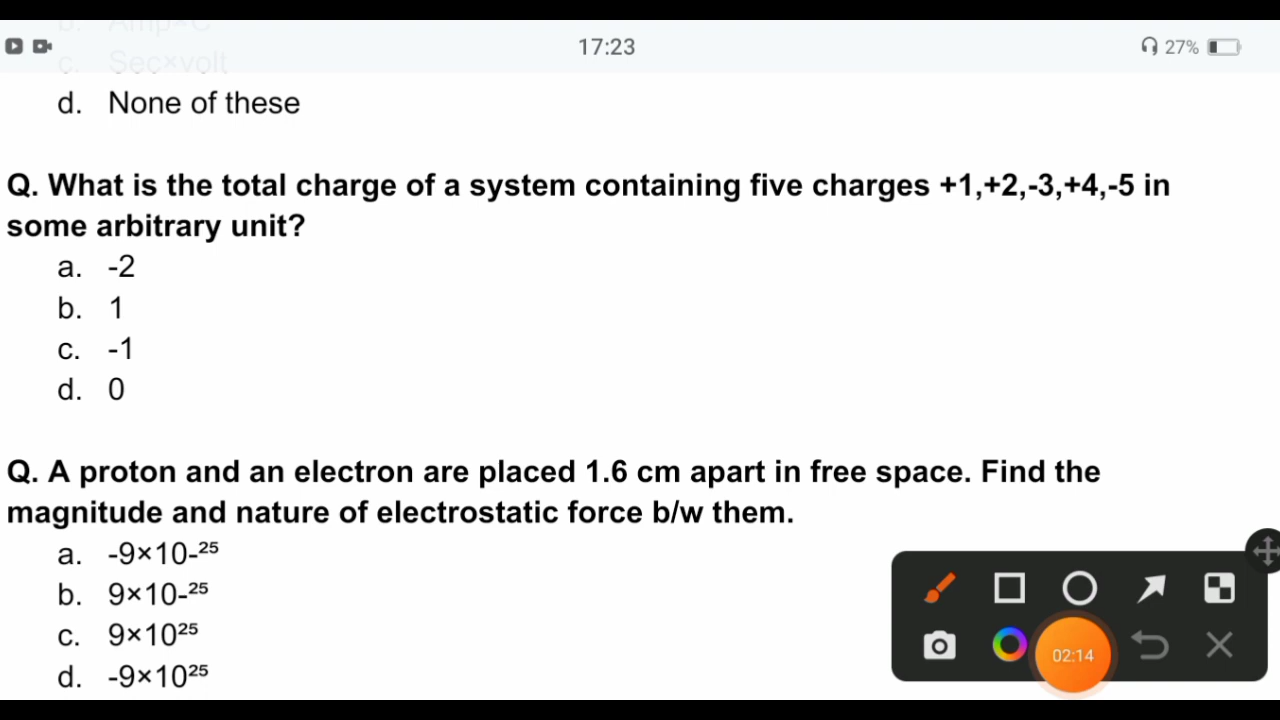 b. Amp×C
17:23
27%
c. Sec×volt
d. None of these
Q. What is the total charge of a system containing five charges +1,+2,-3,+4,-5 in
some arbitrary unit?
a. -2
b. 1
c. -1
d. 0
Q. A proton and an electron are placed 1.6 cm apart in free space. Find the
magnitude and nature of electrostatic force b/w them.
a. -9×10-²⁵
b. 9×10-²⁵
c. 9×10²⁵
d. -9×10²⁵
02:14